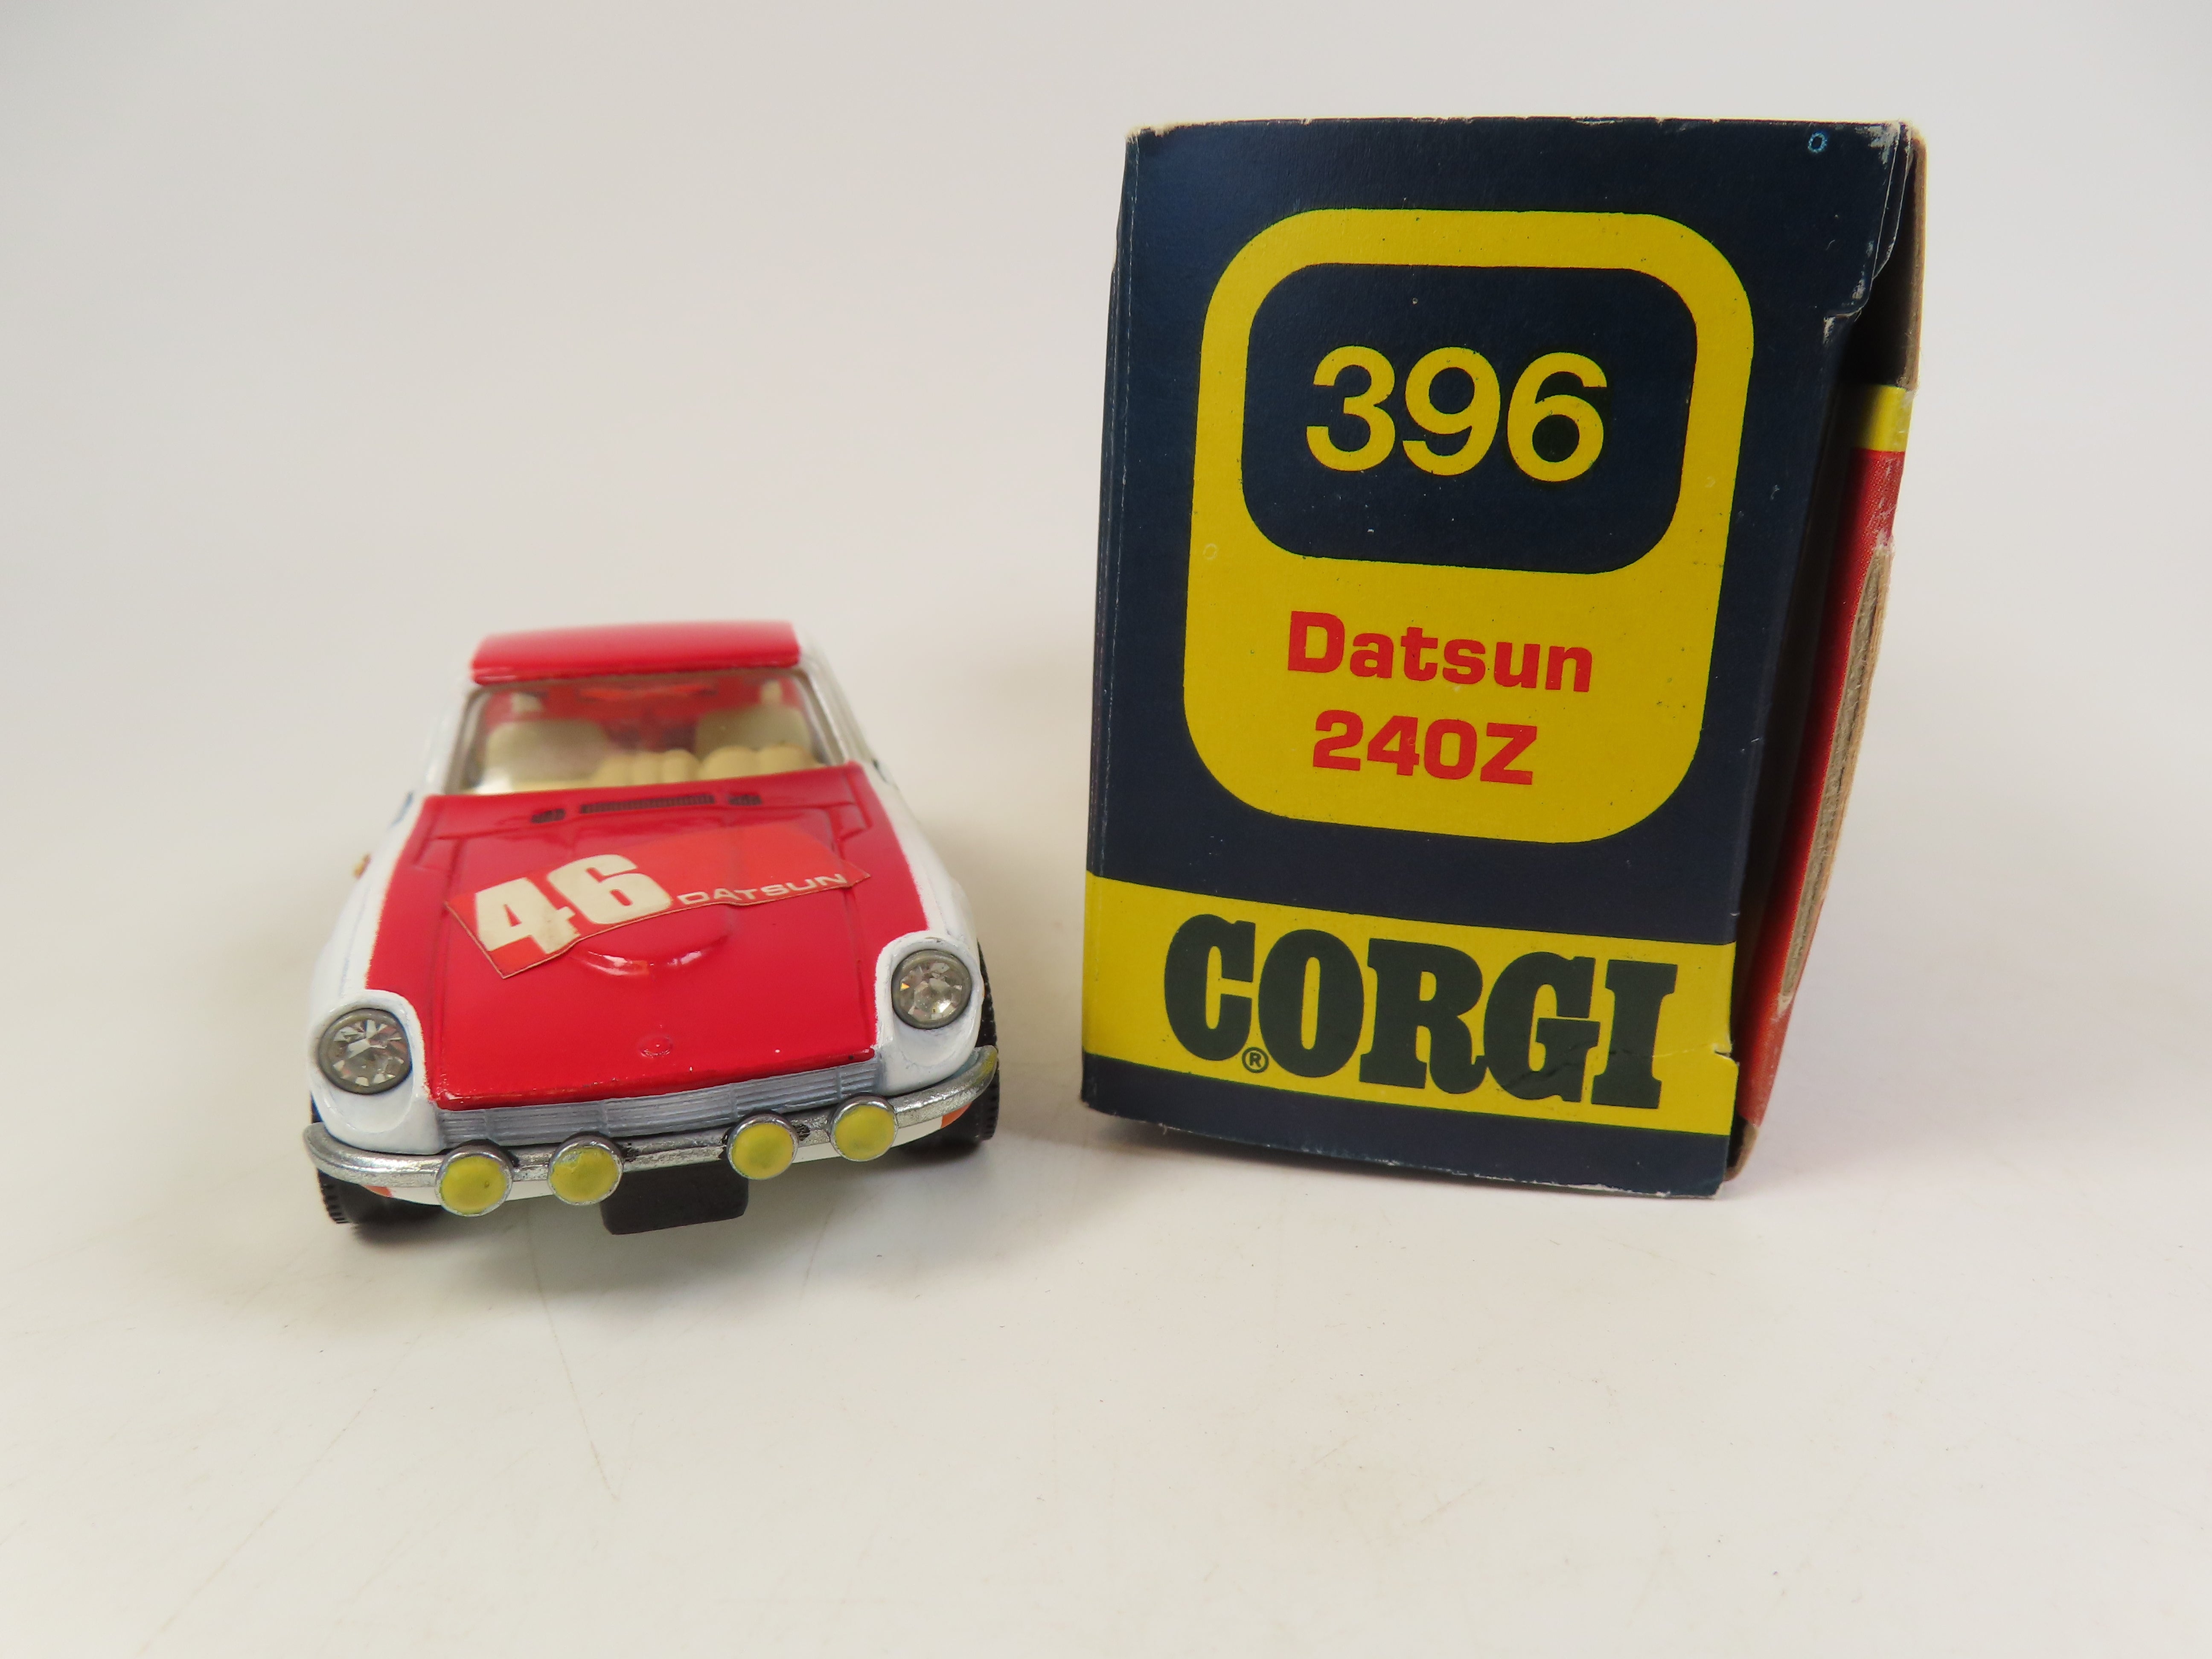 46 DATSUN
396
Datsun
240Z
CORGI®